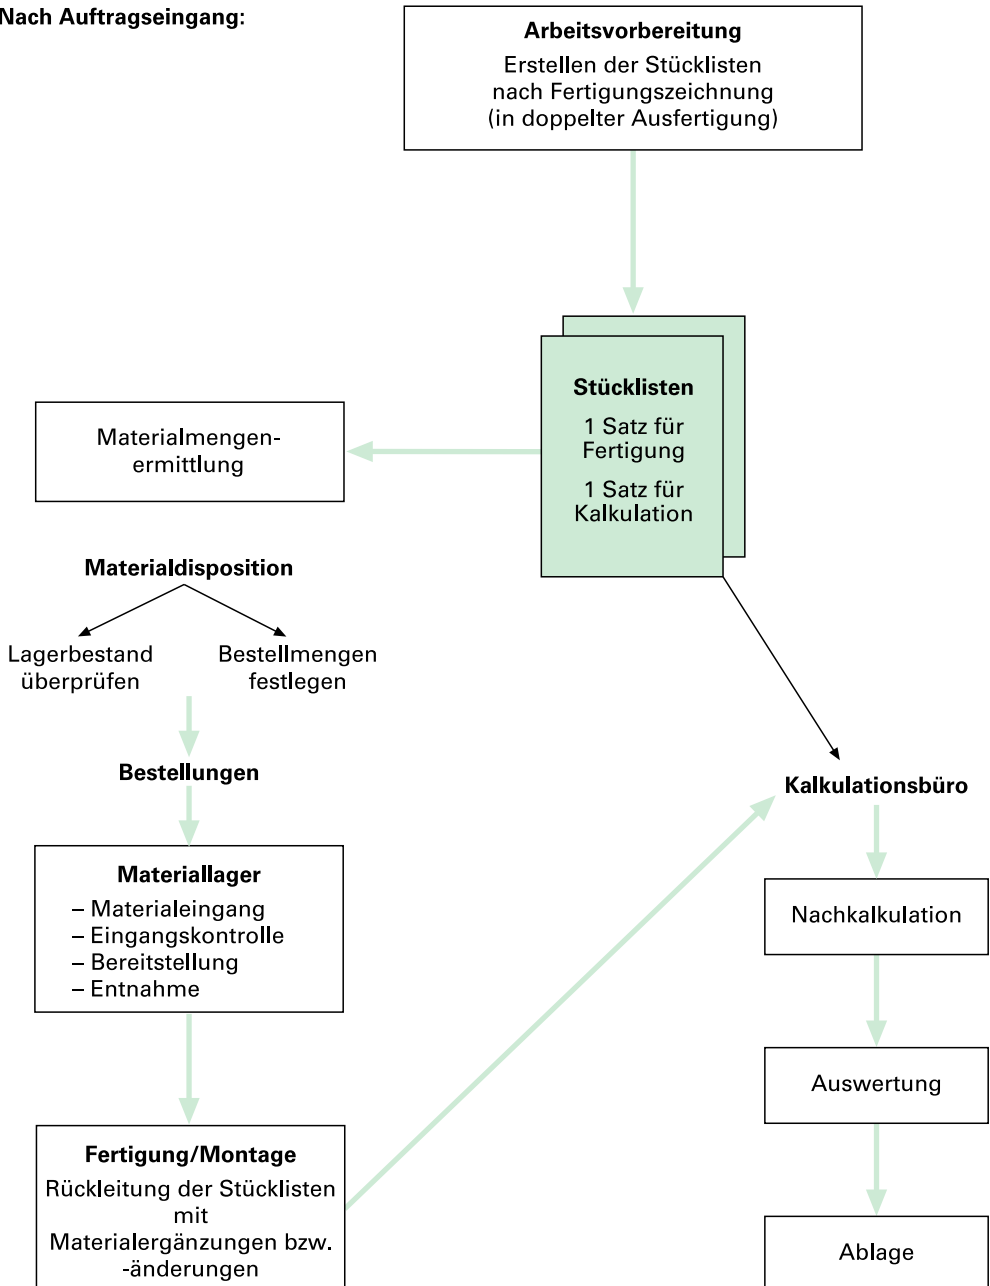 Nach Auftragseingang:
Arbeitsvorbereitung
Erstellen der Stücklisten
nach Fertigungszeichnung
(in doppelter Ausfertigung)
Stücklisten
1 Satz für
Fertigung
1 Satz für
Kalkulation
Materialmengen-
ermittlung
Materialdisposition
Lagerbestand
überprüfen
Bestellmengen
festlegen
Bestellungen
Materiallager
– Materialeingang
– Eingangskontrolle
– Bereitstellung
– Entnahme
Fertigung/Montage
Rückleitung der Stücklisten
mit
Materialergänzungen bzw.
-änderungen
Kalkulationsbüro
Nachkalkulation
Auswertung
Ablage